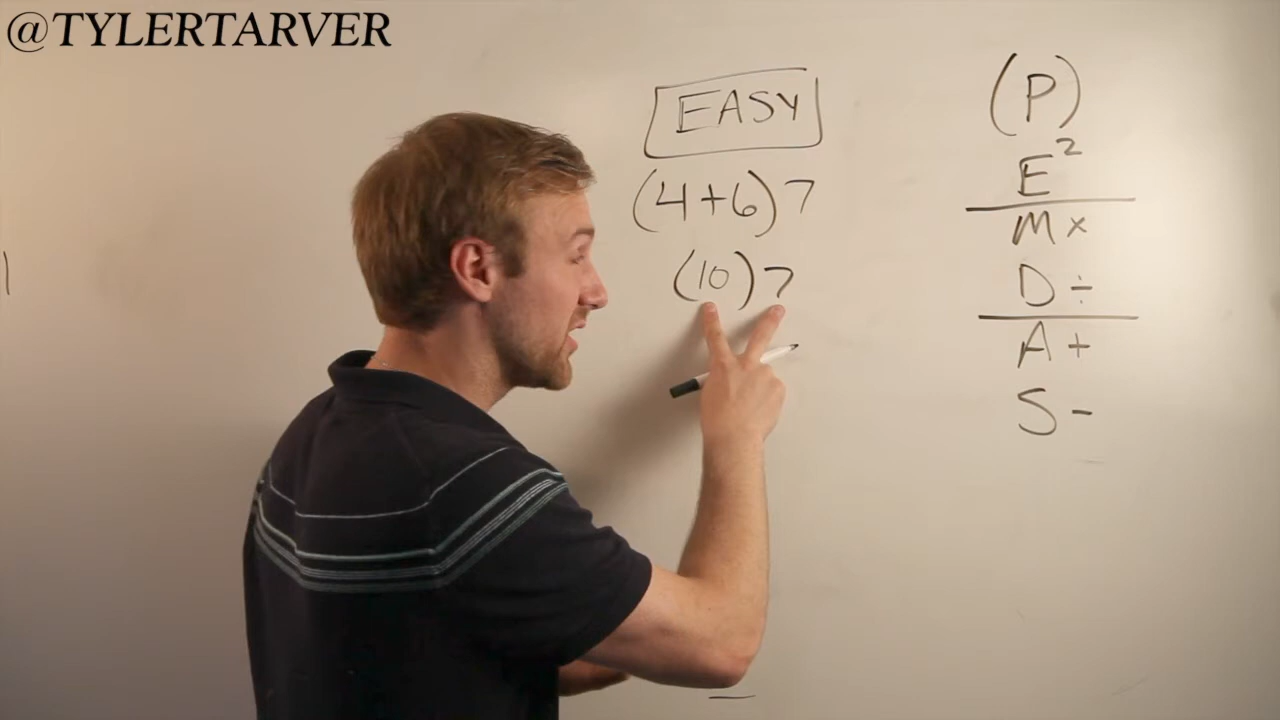 @TYLERTARVER
EASY
(4+6)7
(10)7
(P)
E²
M ×
D ÷
A +
S -